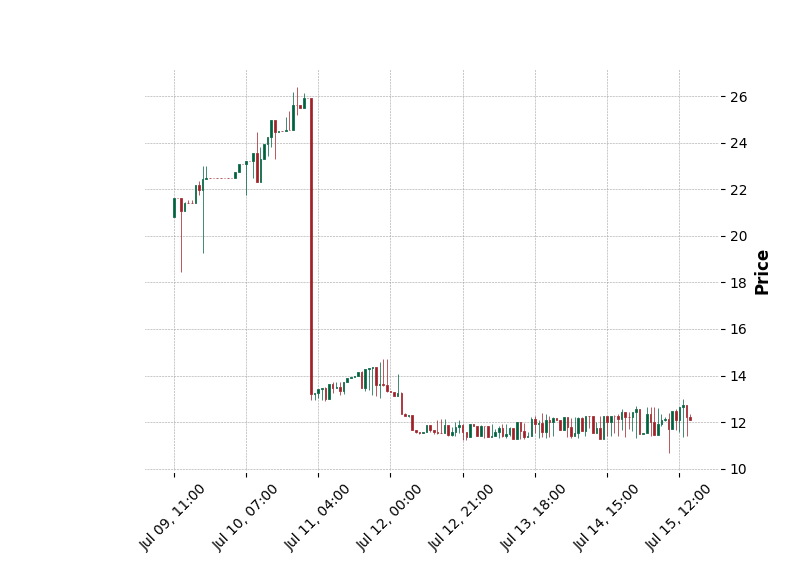 26
24
22
20
18
16
14
12
10
Price
Jul 09, 11:00
Jul 10, 07:00
Jul 11, 04:00
Jul 12, 00:00
Jul 12, 21:00
Jul 13, 18:00
Jul 14, 15:00
Jul 15, 12:00